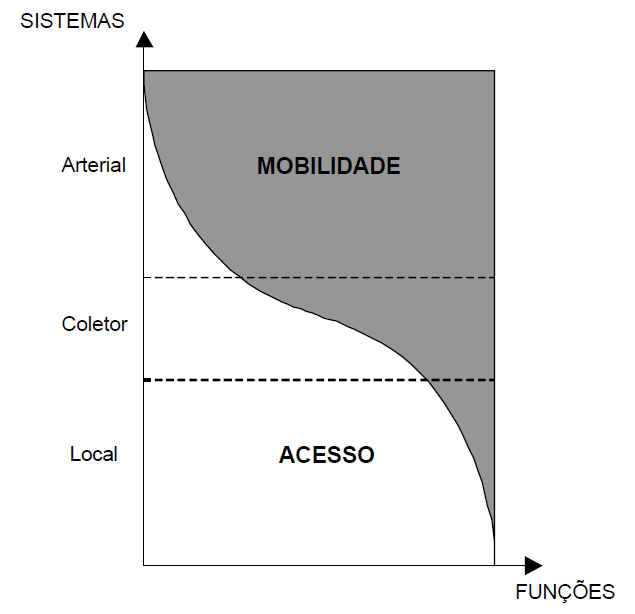 SISTEMAS
Arterial
MOBILIDADE
Coletor
Local
ACESSO
FUNÇÕES